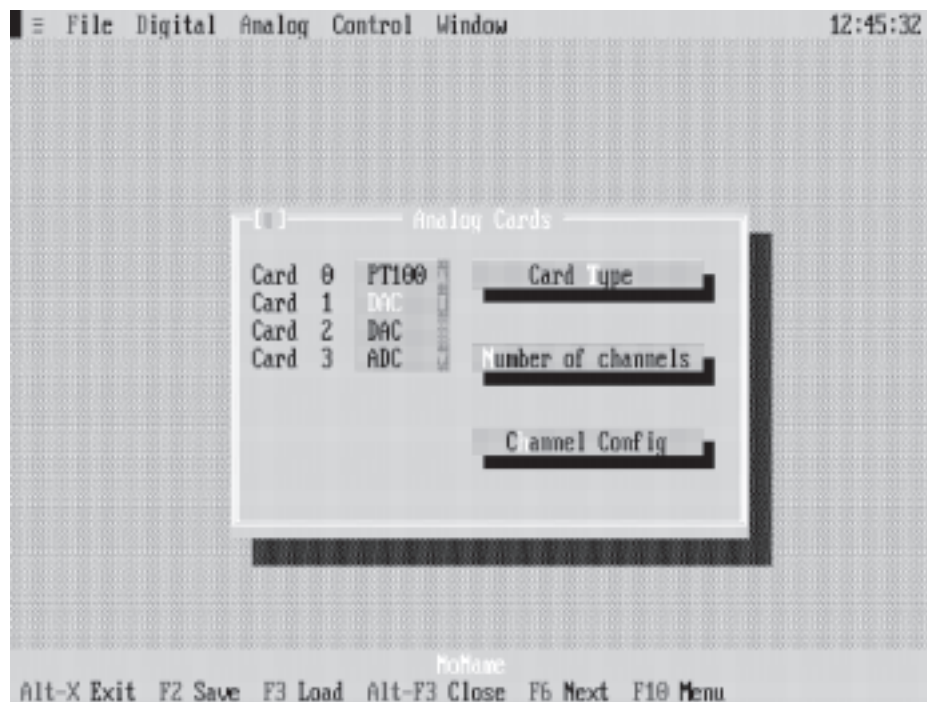 ≡ File Digital Analog Control Window 12:45:32
Analog Cards
Card 0 PT100
Card 1 DAC
Card 2 DAC
Card 3 ADC
Card Type
Number of channels
Channel Config
NoName
Alt-X Exit F2 Save F3 Load Alt-F3 Close F6 Next F10 Menu